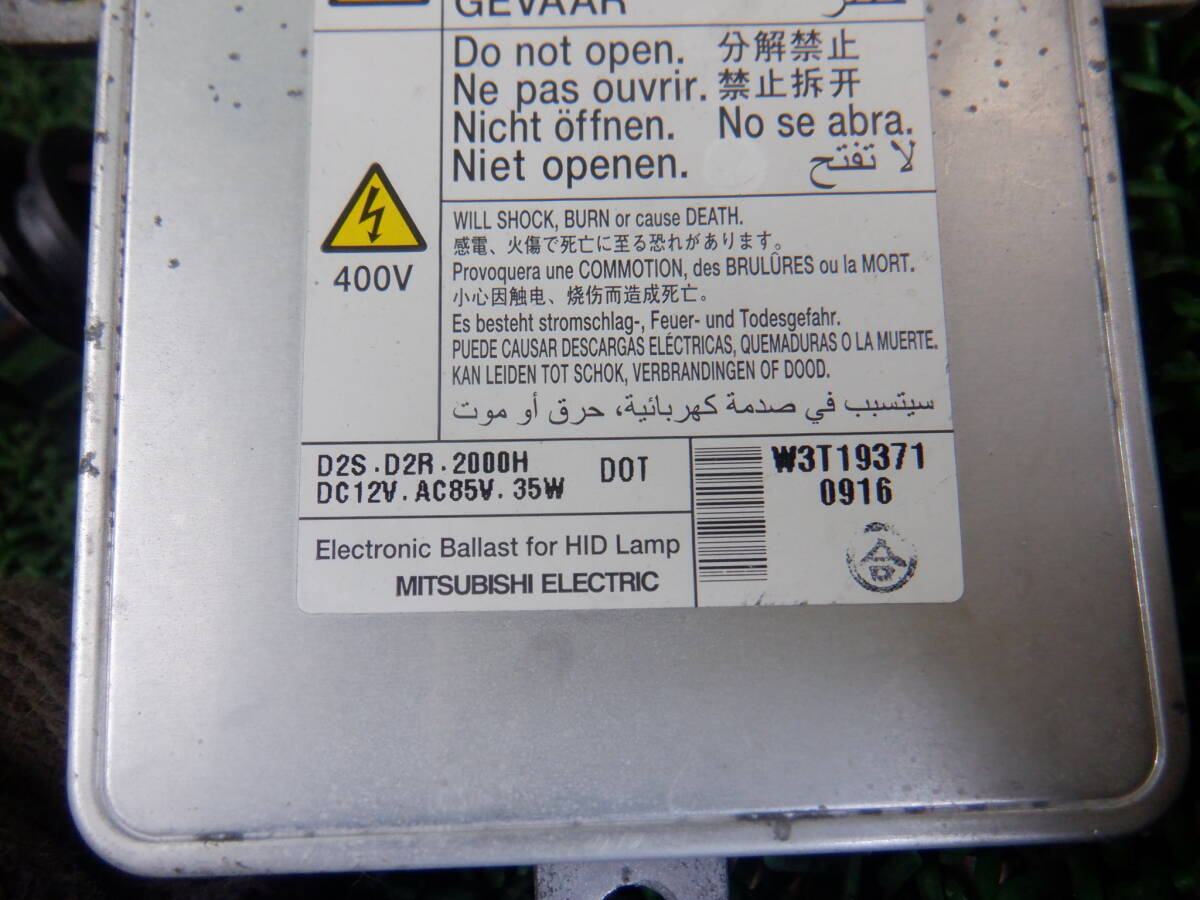 GEVAAR
خطر
Do not open. 分解禁止
Ne pas ouvrir. 禁止拆开
Nicht öffnen. No se abra.
Niet openen. لا تفتح
400V
WILL SHOCK, BURN or cause DEATH.
感電、火傷で死亡に至る恐れがあります。
Provoquera une COMMOTION, des BRULÛRES ou la MORT.
小心因触电、烧伤而造成死亡。
Es besteht stromschlag-, Feuer- und Todesgefahr.
PUEDE CAUSAR DESCARGAS ELÉCTRICAS, QUEMADURAS O LA MUERTE.
KAN LEIDEN TOT SCHOK, VERBRANDINGEN OF DOOD.
سيتسبب في صدمة كهربائية، حرق أو موت
D2S.D2R.2000H
DC12V.AC85V.35W
DOT
Electronic Ballast for HID Lamp
MITSUBISHI ELECTRIC
W3T19371
0916
合